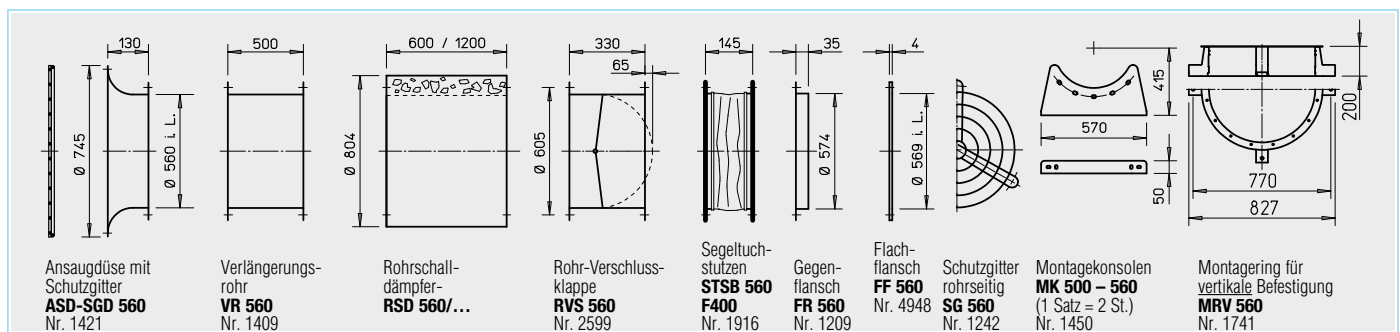 130
Ø 745
Ø 560 i. L.
Ansaugdüse mit
Schutzgitter
ASD-SGD 560
Nr. 1421
500
Verlängerungs-
rohr
VR 560
Nr. 1409
600 / 1200
Ø 804
Rohrschall-
dämpfer-
RSD 560/…
330
65
Ø 605
Rohr-Verschluss-
klappe
RVS 560
Nr. 2599
145
Segeltuch-
stutzen
STSB 560
F400
Nr. 1916
35
Ø 574
Gegen-
flansch
FR 560
Nr. 1209
4
Ø 569 i. L.
Flach-
flansch
FF 560
Nr. 4948
Schutzgitter
rohrseitig
SG 560
Nr. 1242
415
570
50
Montagekonsolen
MK 500 – 560
(1 Satz = 2 St.)
Nr. 1450
200
770
827
Montagering für
vertikale Befestigung
MRV 560
Nr. 1741